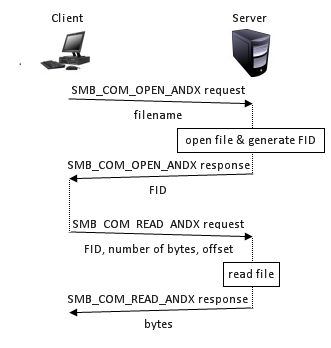 Client
Server
SMB_COM_OPEN_ANDX request
filename
open file & generate FID
SMB_COM_OPEN_ANDX response
FID
SMB_COM_READ_ANDX request
FID, number of bytes, offset
read file
SMB_COM_READ_ANDX response
bytes